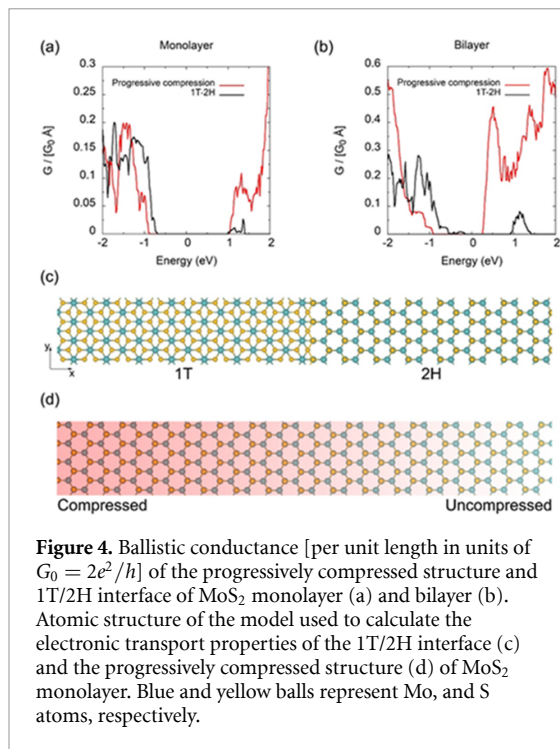 (a) Monolayer
(b) Bilayer
0.3
0.25
0.2
0.15
0.1
0.05
0
G / [G₀ Å]
Progressive compression
1T-2H
-2 -1 0 1 2
Energy (eV)
0.6
0.5
0.4
0.3
0.2
0.1
0
G / [G₀ Å]
Progressive compression
1T-2H
-2 -1 0 1 2
Energy (eV)
(c)
y
x
1T 2H
(d)
Compressed Uncompressed
Figure 4. Ballistic conductance [per unit length in units of
G₀ = 2e²/h] of the progressively compressed structure and
1T/2H interface of MoS₂ monolayer (a) and bilayer (b).
Atomic structure of the model used to calculate the
electronic transport properties of the 1T/2H interface (c)
and the progressively compressed structure (d) of MoS₂
monolayer. Blue and yellow balls represent Mo, and S
atoms, respectively.